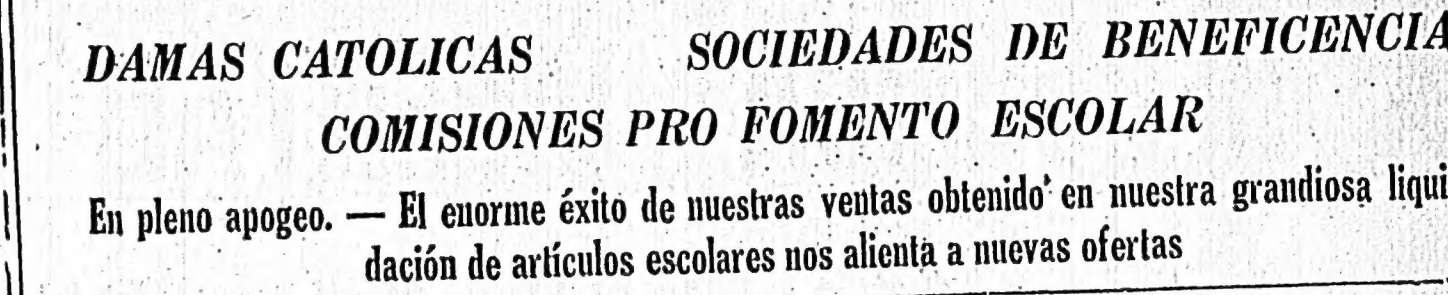 DAMAS CATOLICAS SOCIEDADES DE BENEFICENCIA
COMISIONES PRO FOMENTO ESCOLAR
En pleno apogeo. — El enorme éxito de nuestras ventas obtenido en nuestra grandiosa liqui
dación de artículos escolares nos alienta a nuevas ofertas